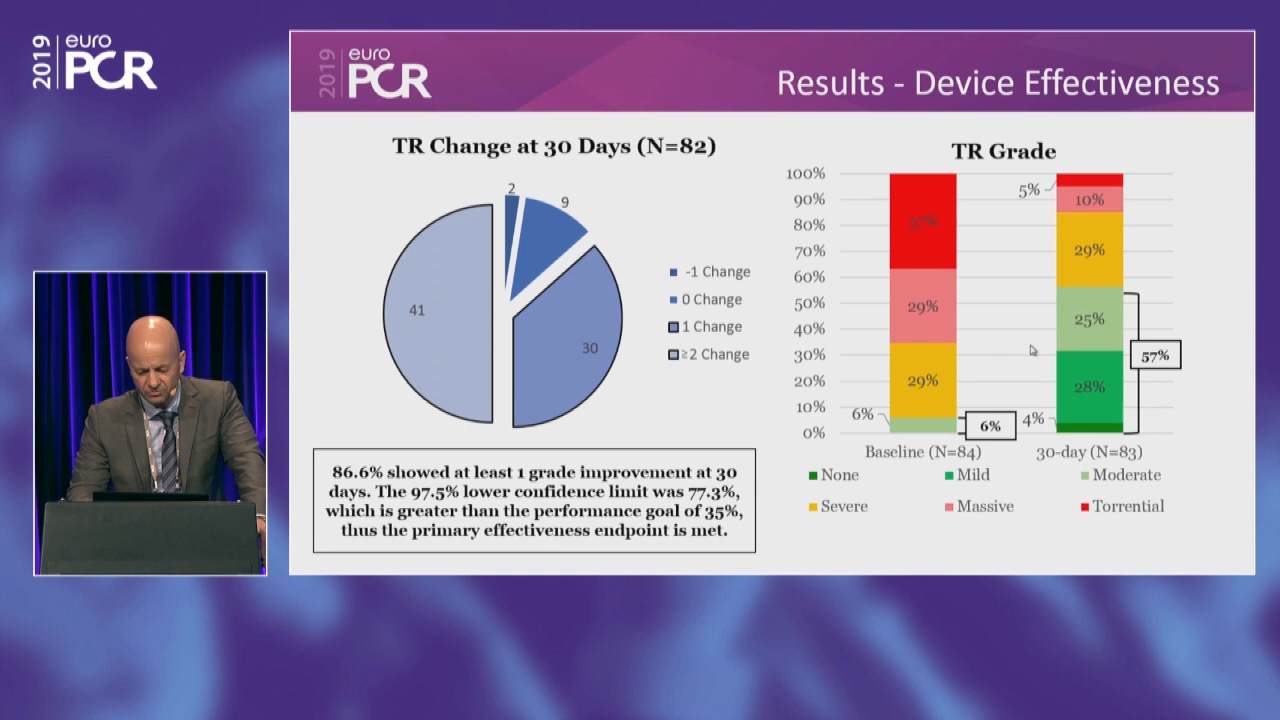 2019
euro
PCR
2019
euro
PCR
Results - Device Effectiveness
TR Change at 30 Days (N=82)
2
9
41
30
-1 Change
0 Change
1 Change
≥2 Change
86.6% showed at least 1 grade improvement at 30
days. The 97.5% lower confidence limit was 77.3%,
which is greater than the performance goal of 35%,
thus the primary effectiveness endpoint is met.
TR Grade
100%
90%
80%
70%
60%
50%
40%
30%
20%
10%
0%
37%
29%
29%
6%
6%
5%
10%
29%
25%
28%
4%
57%
Baseline (N=84)
30-day (N=83)
None
Mild
Moderate
Severe
Massive
Torrential